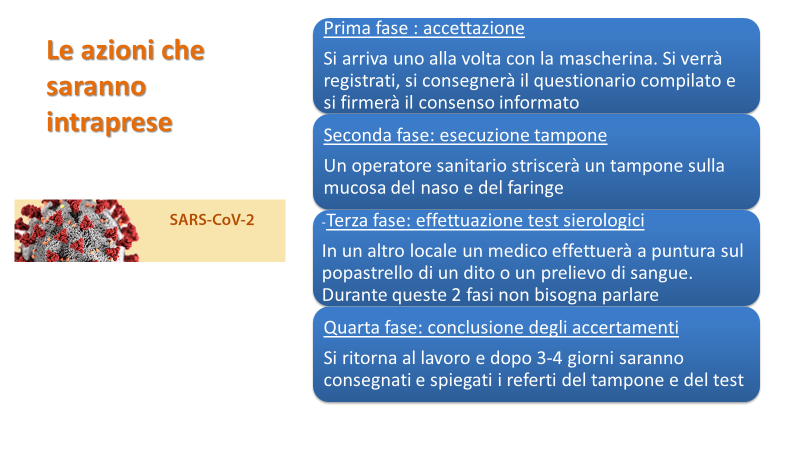 Le azioni che
saranno
intraprese
SARS-CoV-2
Prima fase : accettazione
Si arriva uno alla volta con la mascherina. Si verrà
registrati, si consegnerà il questionario compilato e
si firmerà il consenso informato
Seconda fase: esecuzione tampone
Un operatore sanitario striscerà un tampone sulla
mucosa del naso e del faringe
-Terza fase: effettuazione test sierologici
In un altro locale un medico effettuerà a puntura sul
popastrello di un dito o un prelievo di sangue.
Durante queste 2 fasi non bisogna parlare
Quarta fase: conclusione degli accertamenti
Si ritorna al lavoro e dopo 3-4 giorni saranno
consegnati e spiegati i referti del tampone e del test